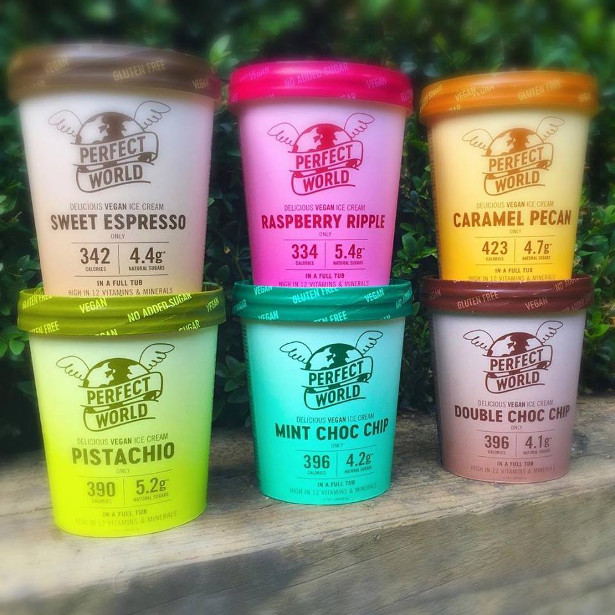 GLUTEN FREE
VEGAN
PERFECT
WORLD
DELICIOUS VEGAN ICE CREAM
SWEET ESPRESSO
ONLY
342 4.4g
CALORIES NATURAL SUGARS
IN A FULL TUB
HIGH IN 12 VITAMINS & MINERALS
NO ADDED SUGAR
PERFECT
WORLD
DELICIOUS VEGAN ICE CREAM
RASPBERRY RIPPLE
ONLY
334 5.4g
CALORIES NATURAL SUGARS
IN A FULL TUB
HIGH IN 12 VITAMINS & MINERALS
VEGAN GLUTEN FREE
PERFECT
WORLD
DELICIOUS VEGAN ICE CREAM
CARAMEL PECAN
ONLY
423 4.7g
CALORIES NATURAL SUGARS
IN A FULL TUB
HIGH IN 12 VITAMINS & MINERALS
GLUTEN FREE VEGAN NO ADDED SUGAR VEGAN
PERFECT
WORLD
DELICIOUS VEGAN ICE CREAM
PISTACHIO
ONLY
390 5.2g
CALORIES NATURAL SUGARS
IN A FULL TUB
HIGH IN 12 VITAMINS & MINERALS
GLUTEN FREE VEGAN
PERFECT
WORLD
DELICIOUS VEGAN ICE CREAM
MINT CHOC CHIP
ONLY
396 4.2g
CALORIES NATURAL SUGARS
IN A FULL TUB
HIGH IN 12 VITAMINS & MINERALS
GLUTEN FREE VEGAN
PERFECT
WORLD
DELICIOUS VEGAN ICE CREAM
DOUBLE CHOC CHIP
ONLY
396 4.1g
CALORIES NATURAL SUGARS
IN A FULL TUB
HIGH IN 12 VITAMINS & MINERALS